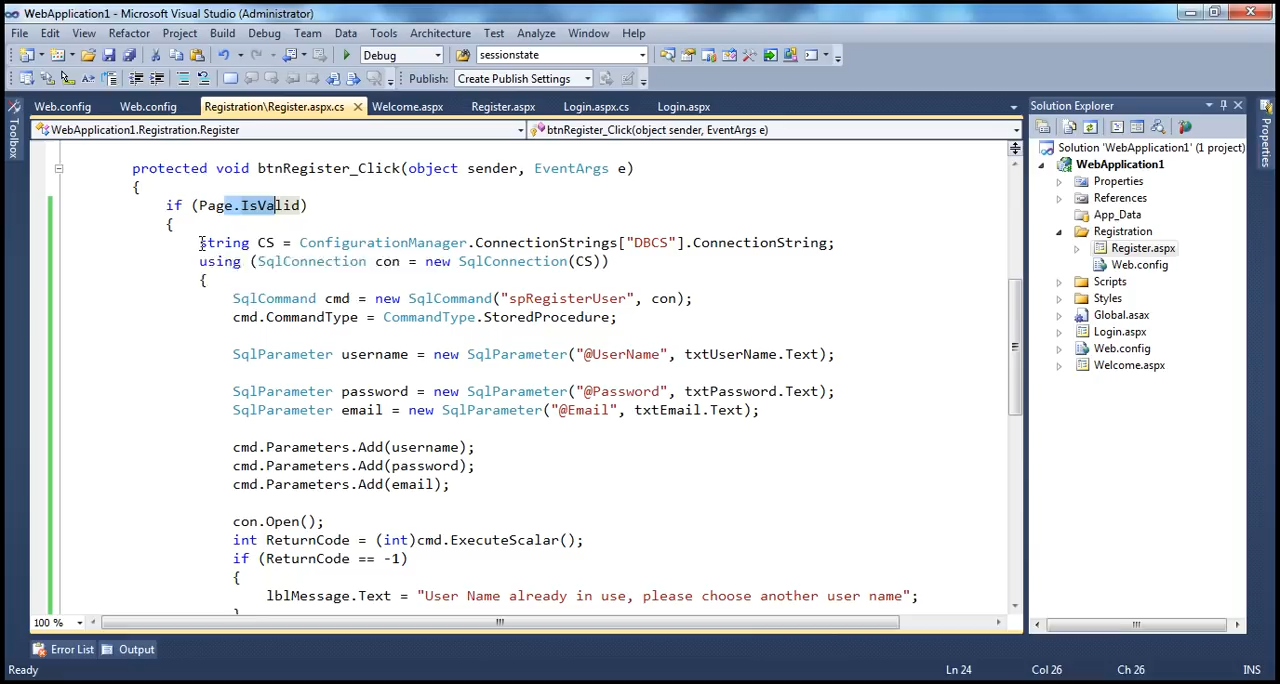 WebApplication1 - Microsoft Visual Studio (Administrator)
File Edit View Refactor Project Build Debug Team Data Tools Architecture Test Analyze Window Help
Debug sessionstate
Publish: Create Publish Settings
Web.config Web.config Registration\Register.aspx.cs Welcome.aspx Register.aspx Login.aspx.cs Login.aspx
WebApplication1.Registration.Register btnRegister_Click(object sender, EventArgs e)
Toolbox
protected void btnRegister_Click(object sender, EventArgs e)
{
if (Page.IsValid)
{
string CS = ConfigurationManager.ConnectionStrings["DBCS"].ConnectionString;
using (SqlConnection con = new SqlConnection(CS))
{
SqlCommand cmd = new SqlCommand("spRegisterUser", con);
cmd.CommandType = CommandType.StoredProcedure;
SqlParameter username = new SqlParameter("@UserName", txtUserName.Text);
SqlParameter password = new SqlParameter("@Password", txtPassword.Text);
SqlParameter email = new SqlParameter("@Email", txtEmail.Text);
cmd.Parameters.Add(username);
cmd.Parameters.Add(password);
cmd.Parameters.Add(email);
con.Open();
int ReturnCode = (int)cmd.ExecuteScalar();
if (ReturnCode == -1)
{
lblMessage.Text = "User Name already in use, please choose another user name";
100 %
Solution Explorer
Solution 'WebApplication1' (1 project)
WebApplication1
Properties
References
App_Data
Registration
Register.aspx
Web.config
Scripts
Styles
Global.asax
Login.aspx
Web.config
Welcome.aspx
Properties
Error List Output
Ready Ln 24 Col 26 Ch 26 INS